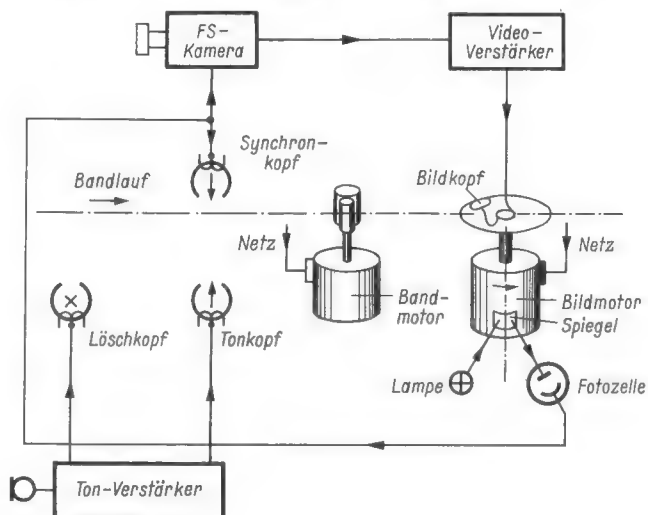 FS-
Kamera
Video-
Verstärker
Synchron-
kopf
Bandlauf
Bildkopf
Netz
Netz
Band-
motor
Bildmotor
Spiegel
Löschkopf
Tonkopf
Lampe
Fotozelle
Ton-Verstärker